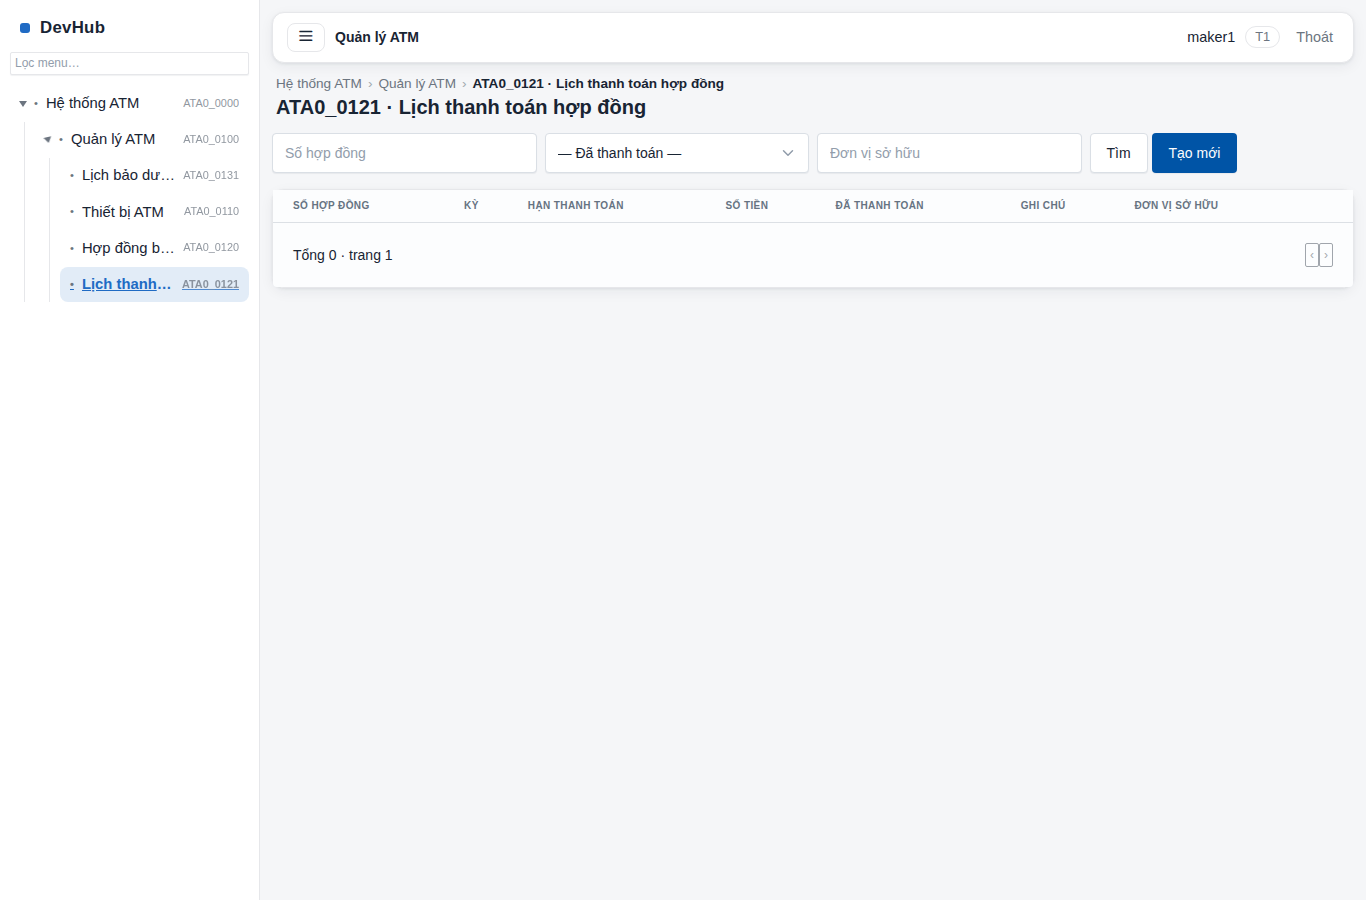 DevHub
Lọc menu…
Hệ thống ATM ATA0_0000
Quản lý ATM ATA0_0100
Lịch bảo dư… ATA0_0131
Thiết bị ATM ATA0_0110
Hợp đồng b… ATA0_0120
Lịch thanh… ATA0_0121
Quản lý ATM
maker1 T1 Thoát
Hệ thống ATM › Quản lý ATM › ATA0_0121 · Lịch thanh toán hợp đồng
ATA0_0121 · Lịch thanh toán hợp đồng
Số hợp đồng — Đã thanh toán — Đơn vị sở hữu Tìm Tạo mới
SỐ HỢP ĐỒNG KỲ HẠN THANH TOÁN SỐ TIỀN ĐÃ THANH TOÁN GHI CHÚ ĐƠN VỊ SỞ HỮU
Tổng 0 · trang 1 ‹ ›